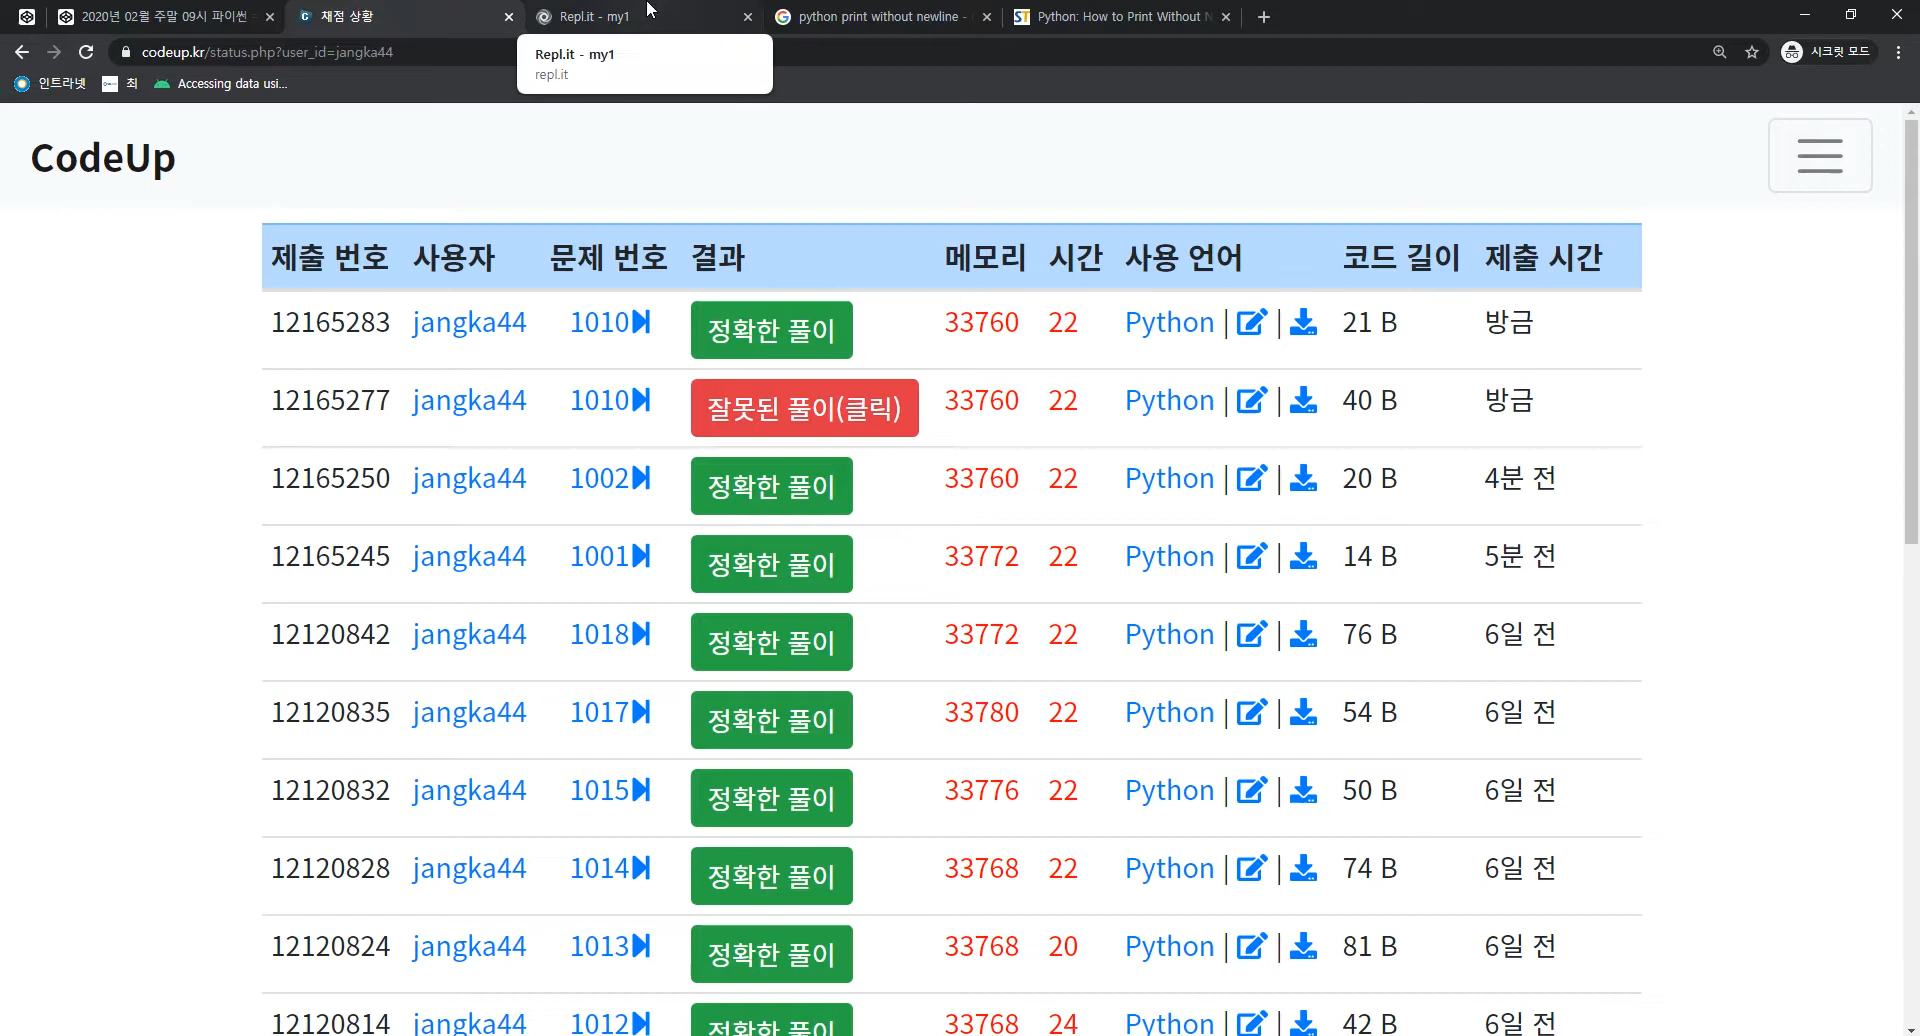 2020년 02월 주말 09시 파이썬
채점 상황
Repl.it - my1
python print without newline -
Python: How to Print Without N
codeup.kr/status.php?user_id=jangka44
시크릿 모드
Repl.it - my1
repl.it
인트라넷
최
Accessing data usi...
CodeUp
제출 번호 사용자 문제 번호 결과 메모리 시간 사용 언어 코드 길이 제출 시간
12165283 jangka44 1010 정확한 풀이 33760 22 Python | | 21 B 방금
12165277 jangka44 1010 잘못된 풀이(클릭) 33760 22 Python | | 40 B 방금
12165250 jangka44 1002 정확한 풀이 33760 22 Python | | 20 B 4분 전
12165245 jangka44 1001 정확한 풀이 33772 22 Python | | 14 B 5분 전
12120842 jangka44 1018 정확한 풀이 33772 22 Python | | 76 B 6일 전
12120835 jangka44 1017 정확한 풀이 33780 22 Python | | 54 B 6일 전
12120832 jangka44 1015 정확한 풀이 33776 22 Python | | 50 B 6일 전
12120828 jangka44 1014 정확한 풀이 33768 22 Python | | 74 B 6일 전
12120824 jangka44 1013 정확한 풀이 33768 20 Python | | 81 B 6일 전
12120814 jangka44 1012 정확한 풀이 33768 24 Python | | 42 B 6일 전